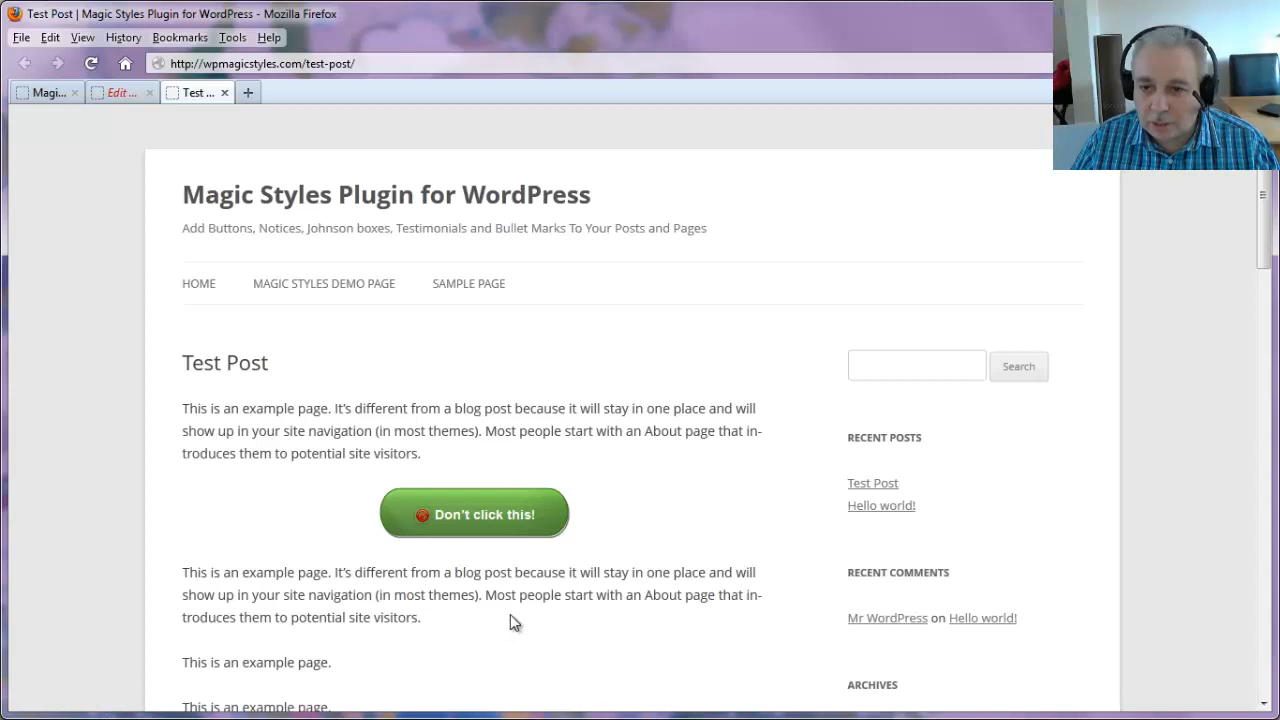 Test Post | Magic Styles Plugin for WordPress - Mozilla Firefox
File Edit View History Bookmarks Tools Help
http://wpmagicstyles.com/test-post/
Magi... Edit ... Test ...
Magic Styles Plugin for WordPress
Add Buttons, Notices, Johnson boxes, Testimonials and Bullet Marks To Your Posts and Pages
HOME MAGIC STYLES DEMO PAGE SAMPLE PAGE
Test Post
Search
This is an example page. It's different from a blog post because it will stay in one place and will
show up in your site navigation (in most themes). Most people start with an About page that in-
troduces them to potential site visitors.
Don't click this!
This is an example page. It's different from a blog post because it will stay in one place and will
show up in your site navigation (in most themes). Most people start with an About page that in-
troduces them to potential site visitors.
This is an example page.
This is an example page.
RECENT POSTS
Test Post
Hello world!
RECENT COMMENTS
Mr WordPress on Hello world!
ARCHIVES